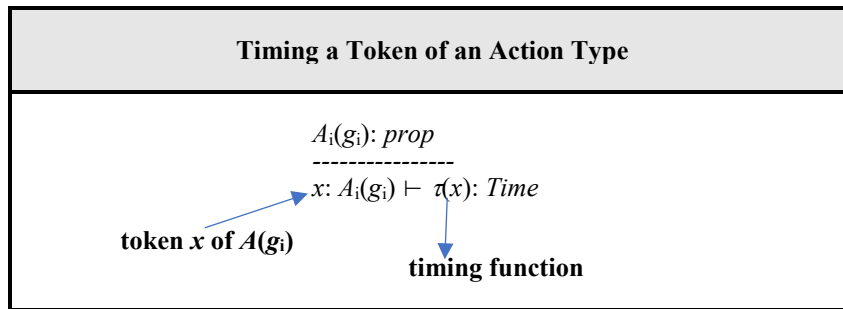 Timing a Token of an Action Type
Aᵢ(gᵢ): prop
----------------
x: Aᵢ(gᵢ) ⊢ τ(x): Time
token x of A(gᵢ)
timing function